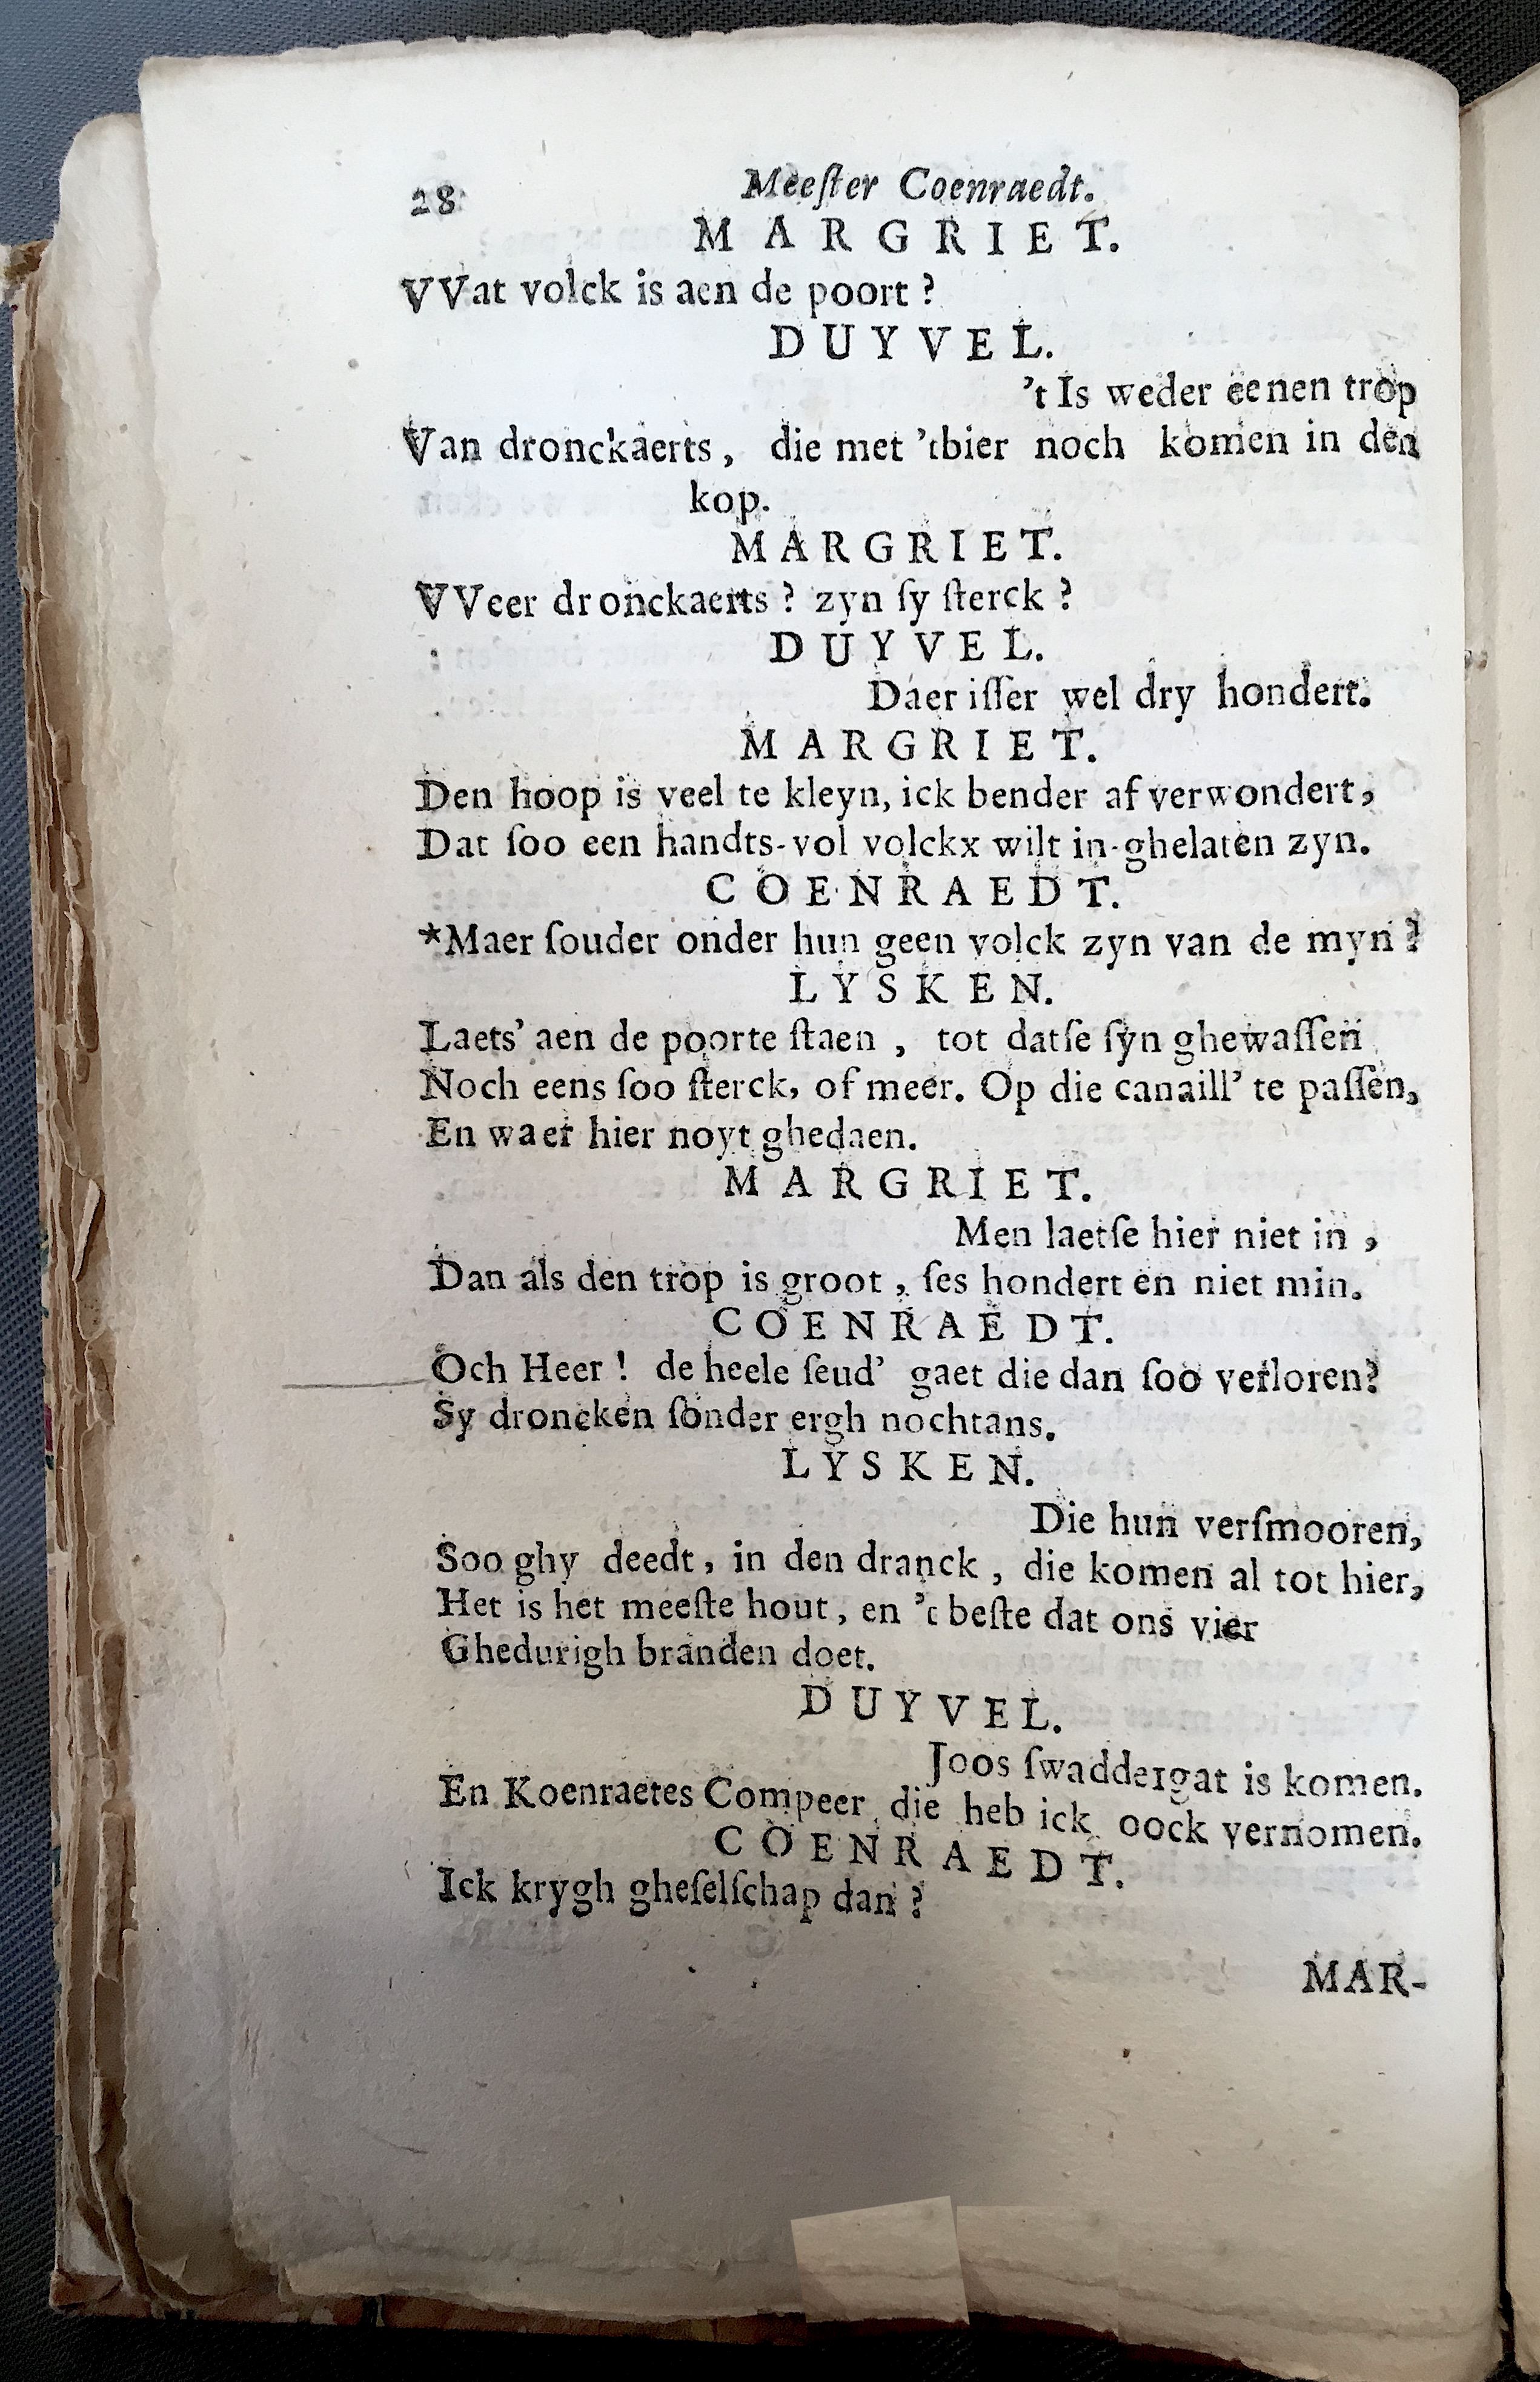 28 Meeſter Coenraedt.
MARGRIET.
VVat volck is aen de poort ?
DUYVEL.
't Is weder eenen trop
Van dronckaerts, die met 'tbier noch komen in den
kop.
MARGRIET.
VVeer dronckaerts ? zyn ſy ſterck ?
DUYVEL.
Daer iſſer wel dry hondert.
MARGRIET.
Den hoop is veel te kleyn, ick bender af verwondert,
Dat ſoo een handts-vol volckx wilt in-ghelaten zyn.
COENRAEDT.
*Maer ſouder onder hun geen volck zyn van de myn ?
LYSKEN.
Laets' aen de poorte ſtaen , tot datſe ſyn ghewaſſen
Noch eens ſoo ſterck, of meer. Op die canaill' te paſſen,
En waer hier noyt ghedaen.
MARGRIET.
Men laetſe hier niet in ,
Dan als den trop is groot , ſes hondert en niet min.
COENRAEDT.
Och Heer ! de heele ſeud' gaet die dan ſoo verloren?
Sy droncken ſonder ergh nochtans.
LYSKEN.
Die hun verſmooren,
Soo ghy deedt, in den dranck , die komen al tot hier,
Het is het meeſte hout, en 't beſte dat ons vier
Ghedurigh branden doet.
DUYVEL.
Joos ſwaddergat is komen.
En Koenraetes Compeer die heb ick oock vernomen.
COENRAEDT.
Ick krygh gheſelſchap dan ?
MAR-